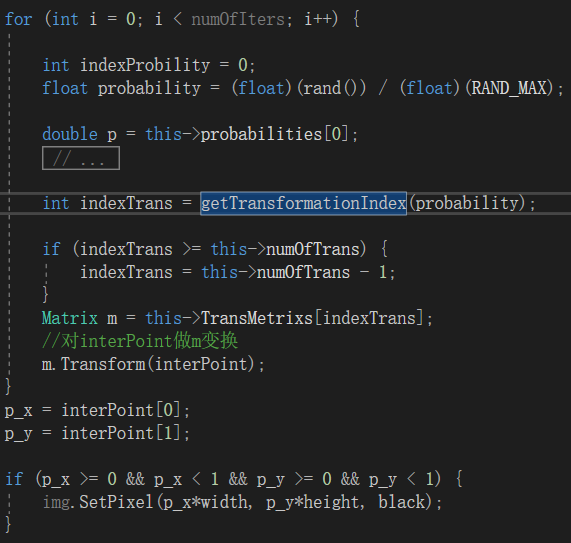 for (int i = 0; i < numOfIters; i++) {
int indexProbility = 0;
float probability = (float)(rand()) / (float)(RAND_MAX);
double p = this->probabilities[0];
// ...
int indexTrans = getTransformationIndex(probability);
if (indexTrans >= this->numOfTrans) {
indexTrans = this->numOfTrans - 1;
}
Matrix m = this->TransMetrixs[indexTrans];
//对interPoint做m变换
m.Transform(interPoint);
}
p_x = interPoint[0];
p_y = interPoint[1];
if (p_x >= 0 && p_x < 1 && p_y >= 0 && p_y < 1) {
img.SetPixel(p_x*width, p_y*height, black);
}